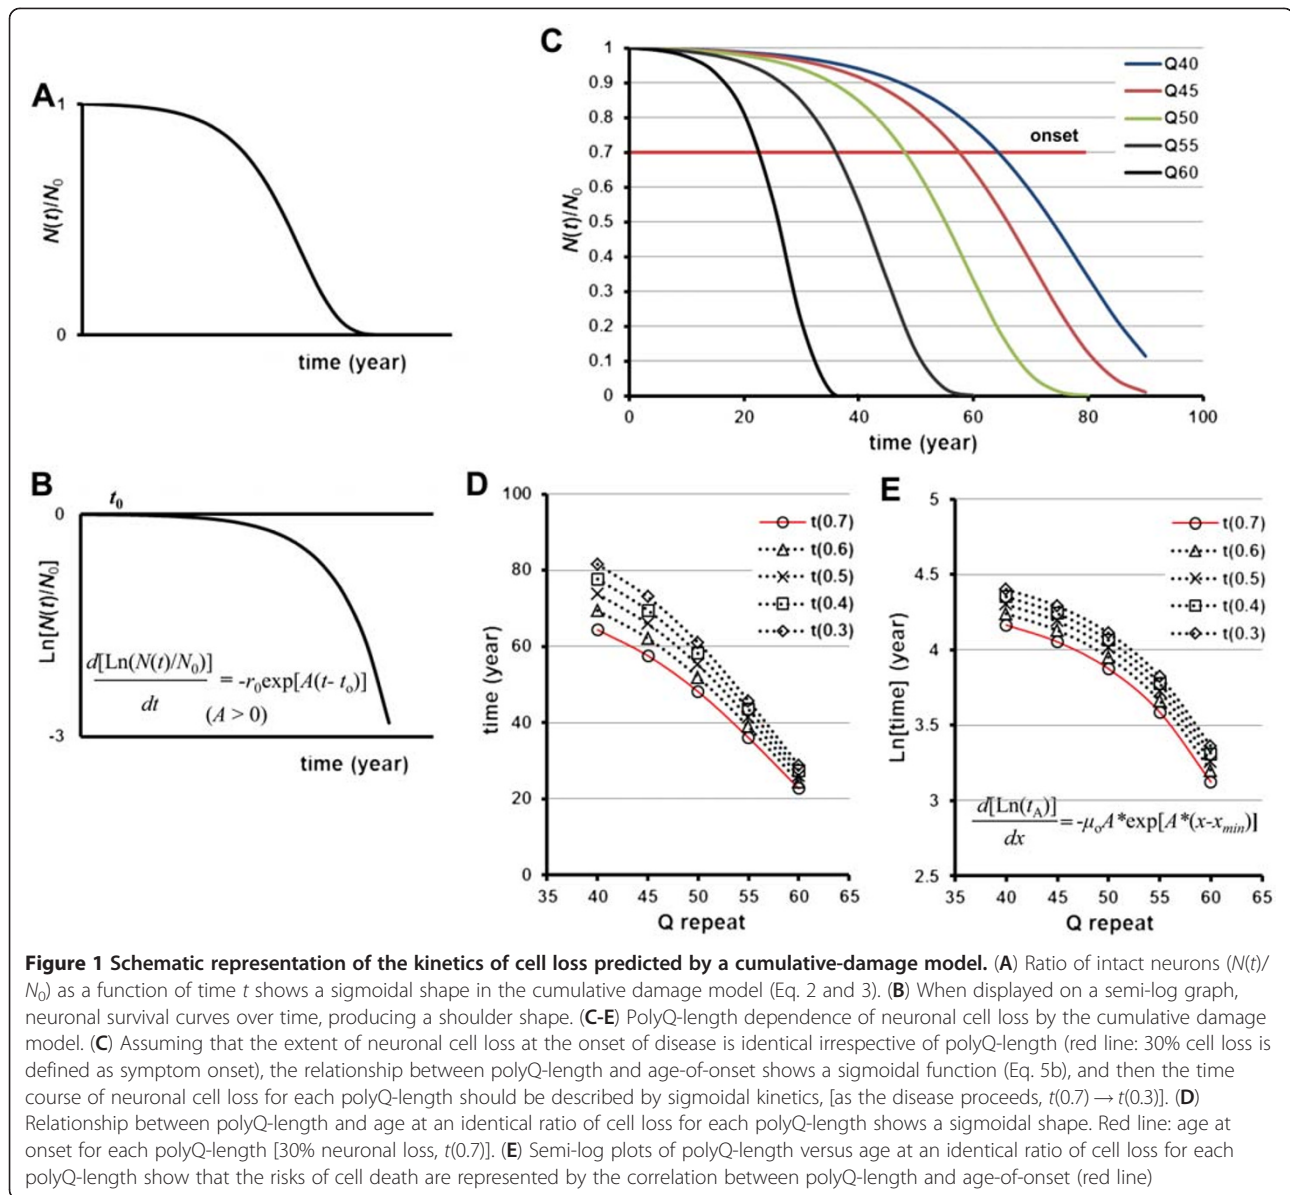 A
1
N(t)/N0
0
time (year)
B
t0
0
Ln[N(t)/N0]
d[Ln(N(t)/N0)]
dt
= -r0exp[A(t- to)]
(A > 0)
-3
time (year)
C
1
0.9
0.8
0.7
0.6
0.5
0.4
0.3
0.2
0.1
0
N(t)/N0
onset
Q40
Q45
Q50
Q55
Q60
0
20
40
60
80
100
time (year)
D
100
80
60
40
20
0
time (year)
t(0.7)
t(0.6)
t(0.5)
t(0.4)
t(0.3)
35
40
45
50
55
60
65
Q repeat
E
5
4.5
4
3.5
3
2.5
Ln[time] (year)
t(0.7)
t(0.6)
t(0.5)
t(0.4)
t(0.3)
d[Ln(tA)]
dx
=-μoA*exp[A*(x-xmin)]
35
40
45
50
55
60
65
Q repeat
Figure 1 Schematic representation of the kinetics of cell loss predicted by a cumulative-damage model. (A) Ratio of intact neurons (N(t)/
N0) as a function of time t shows a sigmoidal shape in the cumulative damage model (Eq. 2 and 3). (B) When displayed on a semi-log graph,
neuronal survival curves over time, producing a shoulder shape. (C-E) PolyQ-length dependence of neuronal cell loss by the cumulative damage
model. (C) Assuming that the extent of neuronal cell loss at the onset of disease is identical irrespective of polyQ-length (red line: 30% cell loss is
defined as symptom onset), the relationship between polyQ-length and age-of-onset shows a sigmoidal function (Eq. 5b), and then the time
course of neuronal cell loss for each polyQ-length should be described by sigmoidal kinetics, [as the disease proceeds, t(0.7) → t(0.3)]. (D)
Relationship between polyQ-length and age at an identical ratio of cell loss for each polyQ-length shows a sigmoidal shape. Red line: age at
onset for each polyQ-length [30% neuronal loss, t(0.7)]. (E) Semi-log plots of polyQ-length versus age at an identical ratio of cell loss for each
polyQ-length show that the risks of cell death are represented by the correlation between polyQ-length and age-of-onset (red line)